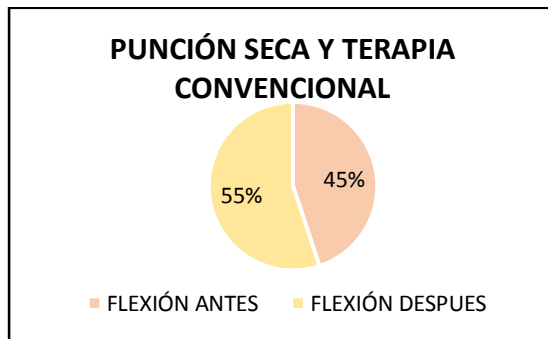 PUNCIÓN SECA Y TERAPIA
CONVENCIONAL
45%
55%
FLEXIÓN ANTES
FLEXIÓN DESPUES